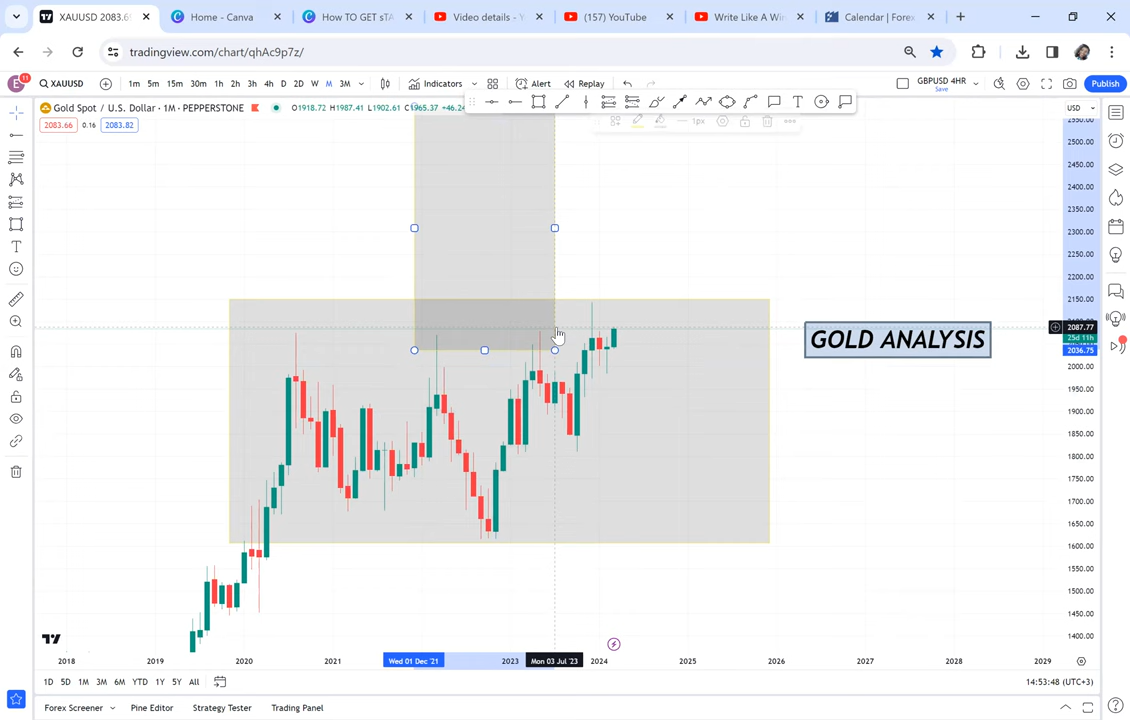 XAUUSD 2083.65
Home - Canva
How TO GET sTA
Video details - Y
(157) YouTube
Write Like A Win
Calendar | Forex
tradingview.com/chart/qhAc9p7z/
11
XAUUSD
1m 5m 15m 30m 1h 2h 3h 4h D 2D W M 3M
Indicators
Alert
Replay
GBPUSD 4HR
Save
Publish
Gold Spot / U.S. Dollar · 1M · PEPPERSTONE
O1918.72 H1987.41 L1902.61 C1965.37 +46.24
2083.66 0.16 2083.82
1px
USD
2550.00
2500.00
2450.00
2400.00
2350.00
2300.00
2250.00
2200.00
2150.00
2087.77
25d 11h
2036.75
2000.00
1950.00
1900.00
1850.00
1800.00
1750.00
1700.00
1650.00
1600.00
1550.00
1500.00
1450.00
1400.00
GOLD ANALYSIS
2018 2019 2020 2021 Wed 01 Dec '21 2023 Mon 03 Jul '23 2024 2025 2026 2027 2028 2029
1D 5D 1M 3M 6M YTD 1Y 5Y All
14:53:48 (UTC+3)
Forex Screener Pine Editor Strategy Tester Trading Panel